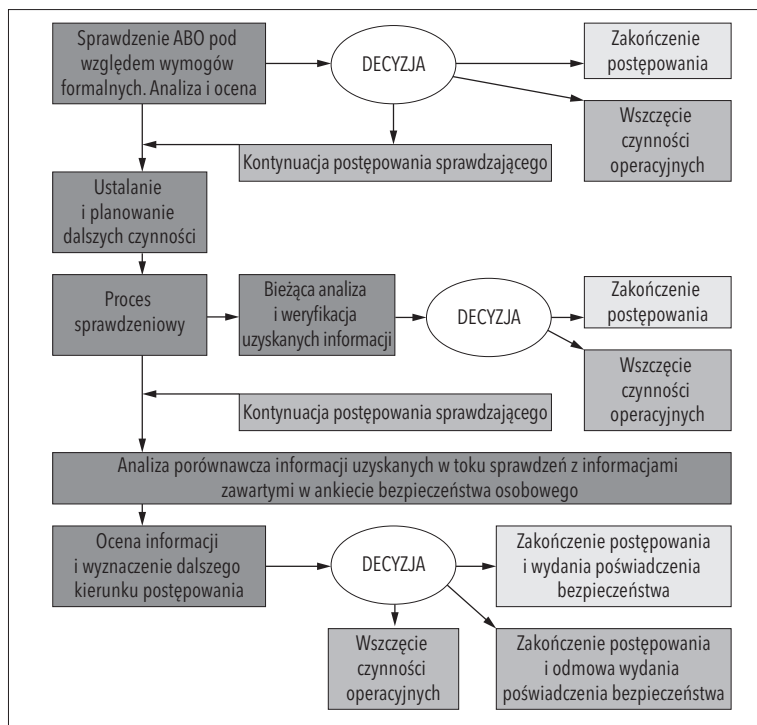 Sprawdzenie ABO pod
względem wymogów
formalnych. Analiza i ocena
DECYZJA
Zakończenie
postępowania
Wszczęcie
czynności
operacyjnych
Kontynuacja postępowania sprawdzającego
Ustalanie
i planowanie
dalszych czynności
Proces
sprawdzeniowy
Bieżąca analiza
i weryfikacja
uzyskanych informacji
DECYZJA
Zakończenie
postępowania
Wszczęcie
czynności
operacyjnych
Kontynuacja postępowania sprawdzającego
Analiza porównawcza informacji uzyskanych w toku sprawdzeń z informacjami
zawartymi w ankiecie bezpieczeństwa osobowego
Ocena informacji
i wyznaczenie dalszego
kierunku postępowania
DECYZJA
Zakończenie postępowania
i wydania poświadczenia
bezpieczeństwa
Wszczęcie
czynności
operacyjnych
Zakończenie postępowania
i odmowa wydania
poświadczenia bezpieczeństwa